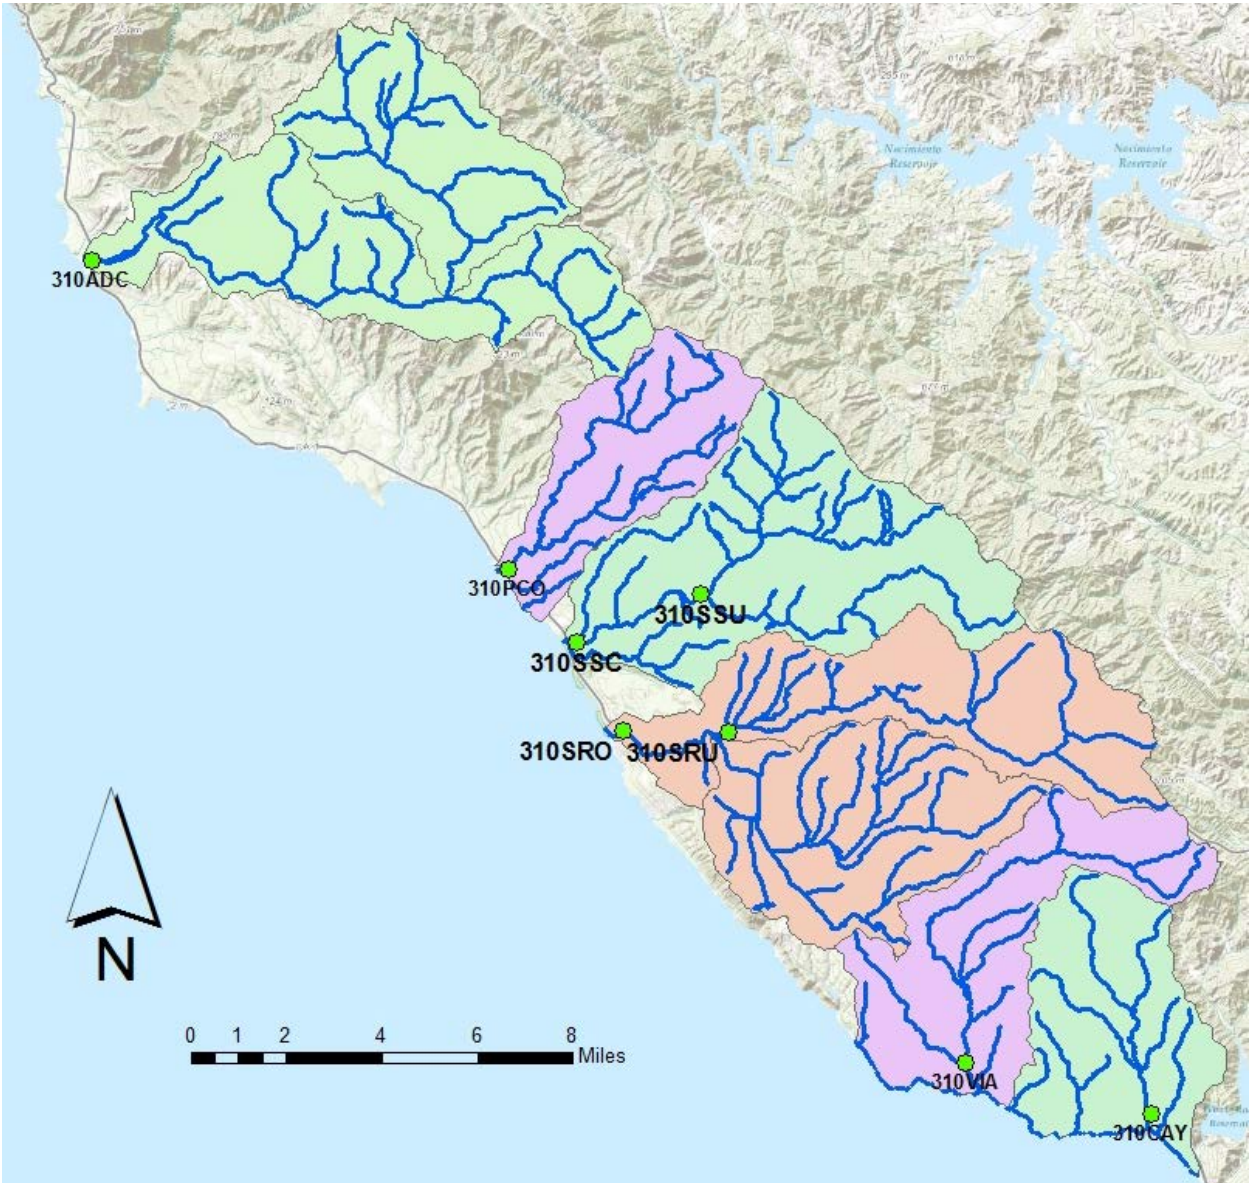 Nacimiento
Reservoir
Nacimiento
Reservoir
310ADC
310PCO
310SSU
310SSC
310SRO
310SRU
N
0 1 2 4 6 8
Miles
310VIA
310CAY